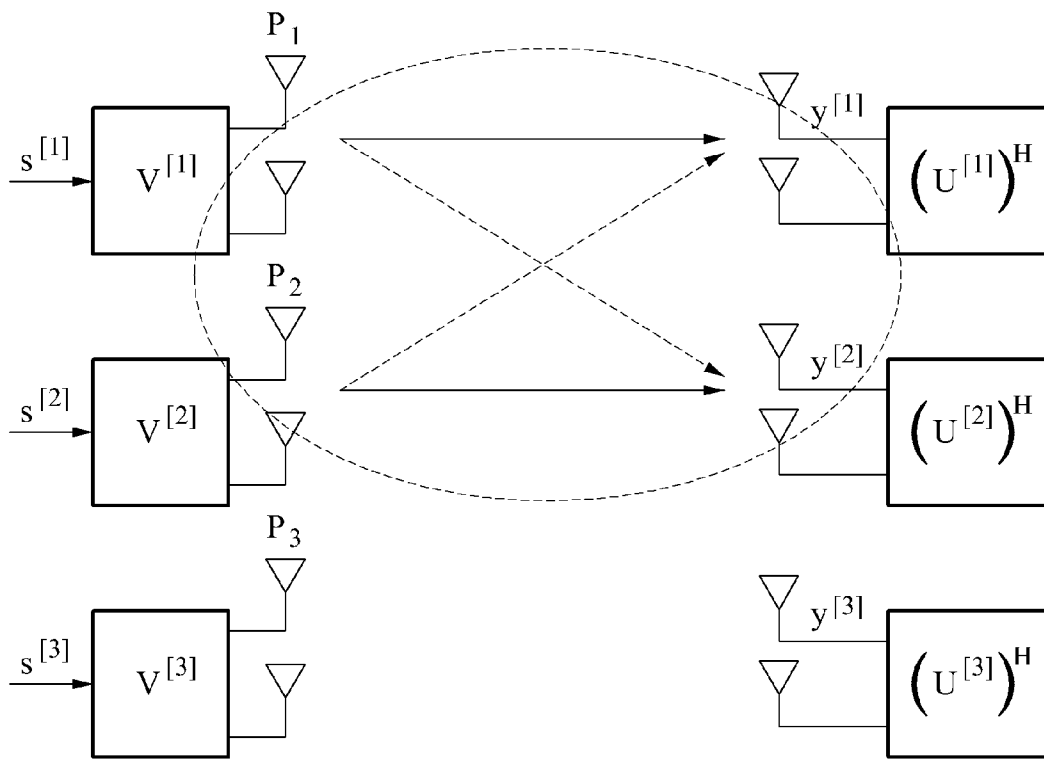 P₁
s[1]
V[1]
y[1]
(U[1])H
P₂
s[2]
V[2]
y[2]
(U[2])H
P₃
s[3]
V[3]
y[3]
(U[3])H